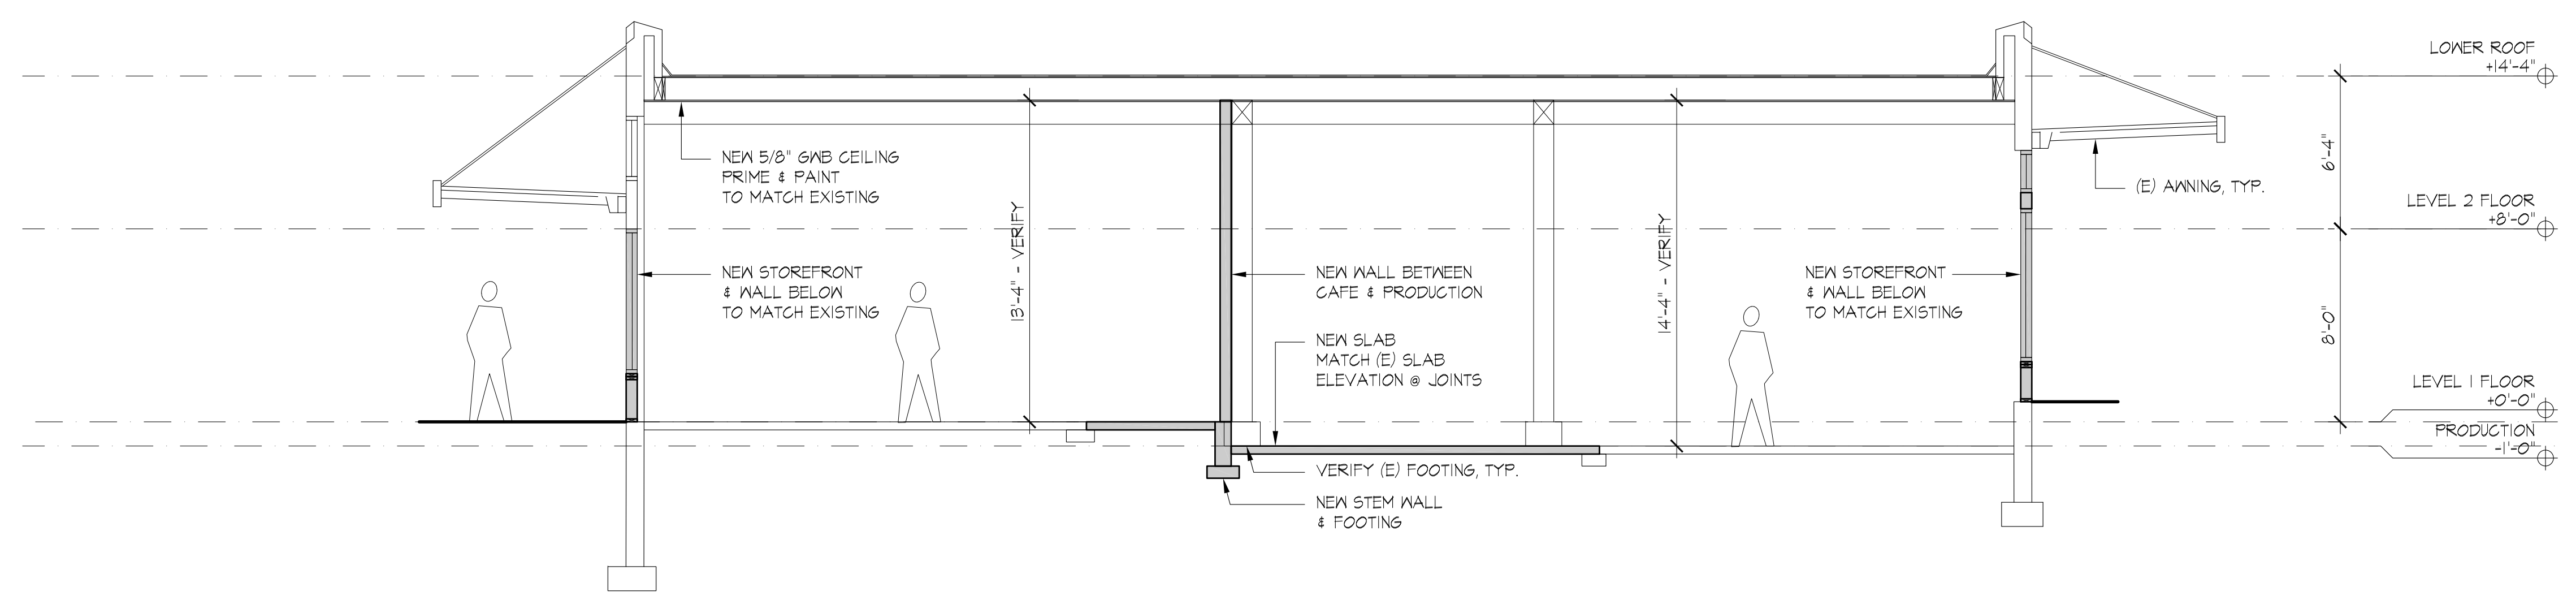 NEW 5/8" GWB CEILING
PRIME & PAINT
TO MATCH EXISTING
NEW STOREFRONT
& WALL BELOW
TO MATCH EXISTING
13'-4" - VERIFY
NEW WALL BETWEEN
CAFE & PRODUCTION
NEW SLAB
MATCH (E) SLAB
ELEVATION @ JOINTS
VERIFY (E) FOOTING, TYP.
NEW STEM WALL
& FOOTING
14'-4" - VERIFY
NEW STOREFRONT
& WALL BELOW
TO MATCH EXISTING
(E) AWNING, TYP.
6'-4"
8'-0"
LOWER ROOF
+14'-4"
LEVEL 2 FLOOR
+8'-0"
LEVEL 1 FLOOR
+0'-0"
PRODUCTION
-1'-0"